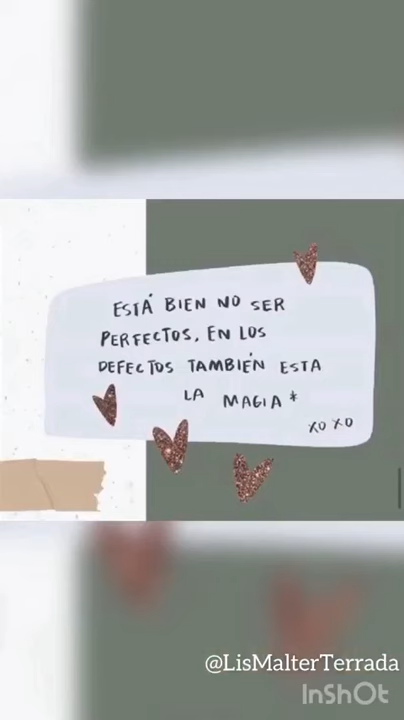 ESTÁ BIEN NO SER
PERFECTOS, EN LOS
DEFECTOS TAMBIÉN ESTA
LA MAGIA *
XO XO
@LisMalterTerrada
InShOt